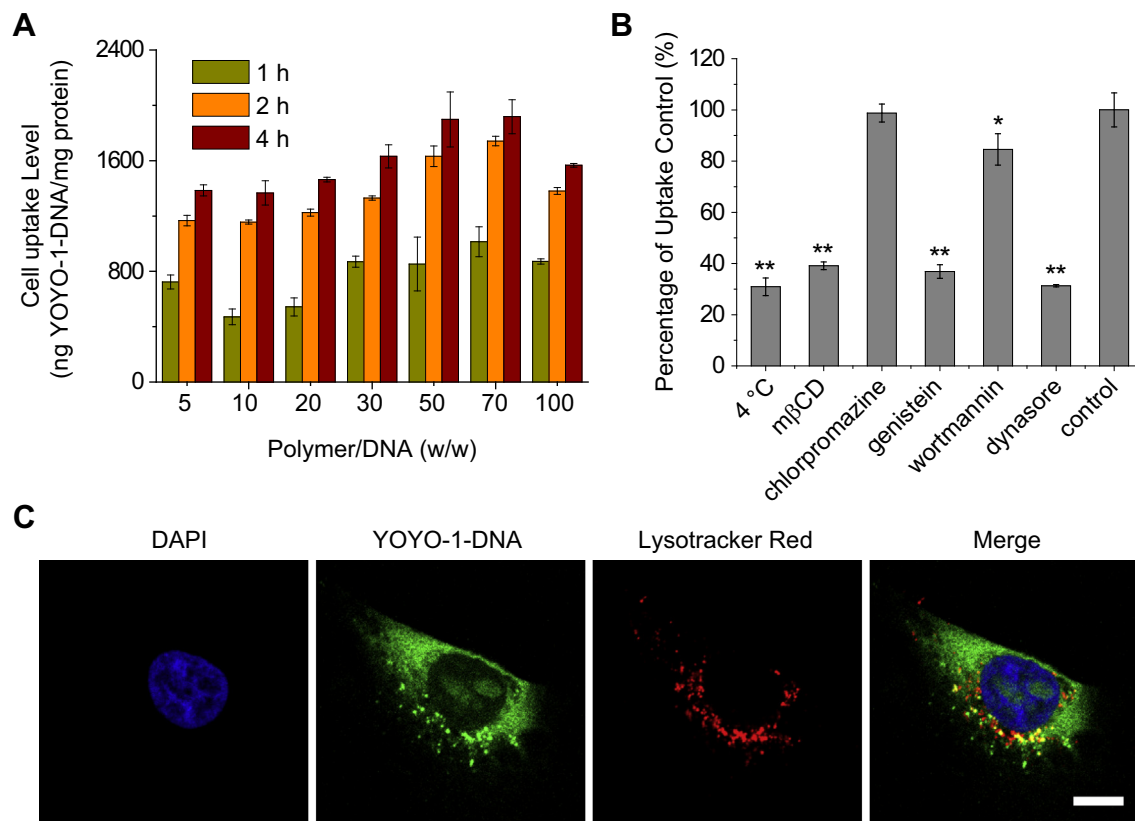 A
2400
1600
800
0
Cell uptake Level
(ng YOYO-1-DNA/mg protein)
1 h
2 h
4 h
5 10 20 30 50 70 100
Polymer/DNA (w/w)
B
120
100
80
60
40
20
0
Percentage of Uptake Control (%)
** ** ** * **
4 °C mβCD chlorpromazine genistein wortmannin dynasore control
C
DAPI YOYO-1-DNA Lysotracker Red Merge